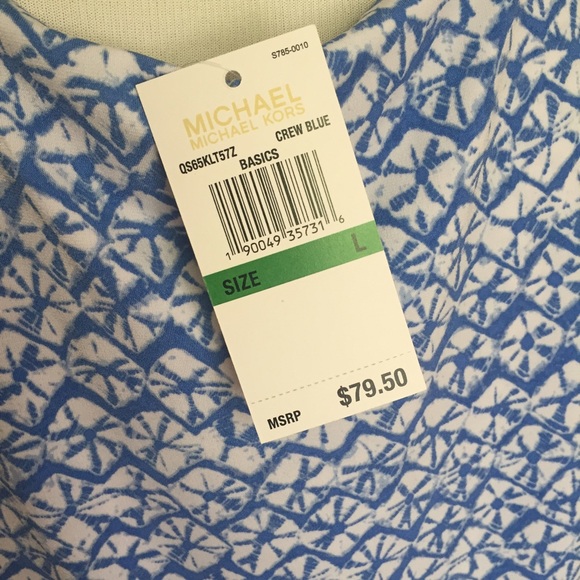 S785-0010
MICHAEL
MICHAEL KORS
QS65KLT57Z CREW BLUE
BASICS
1 90049 35731 6
SIZE L
MSRP $79.50